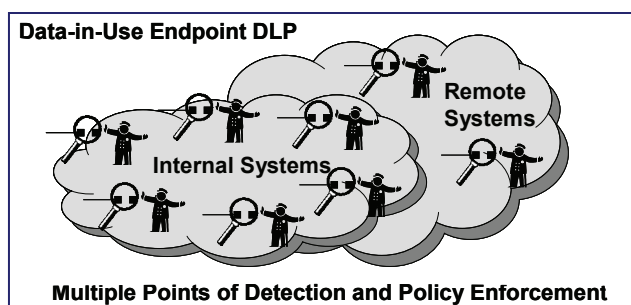 Data-in-Use Endpoint DLP
Remote
Systems
Internal Systems
Multiple Points of Detection and Policy Enforcement